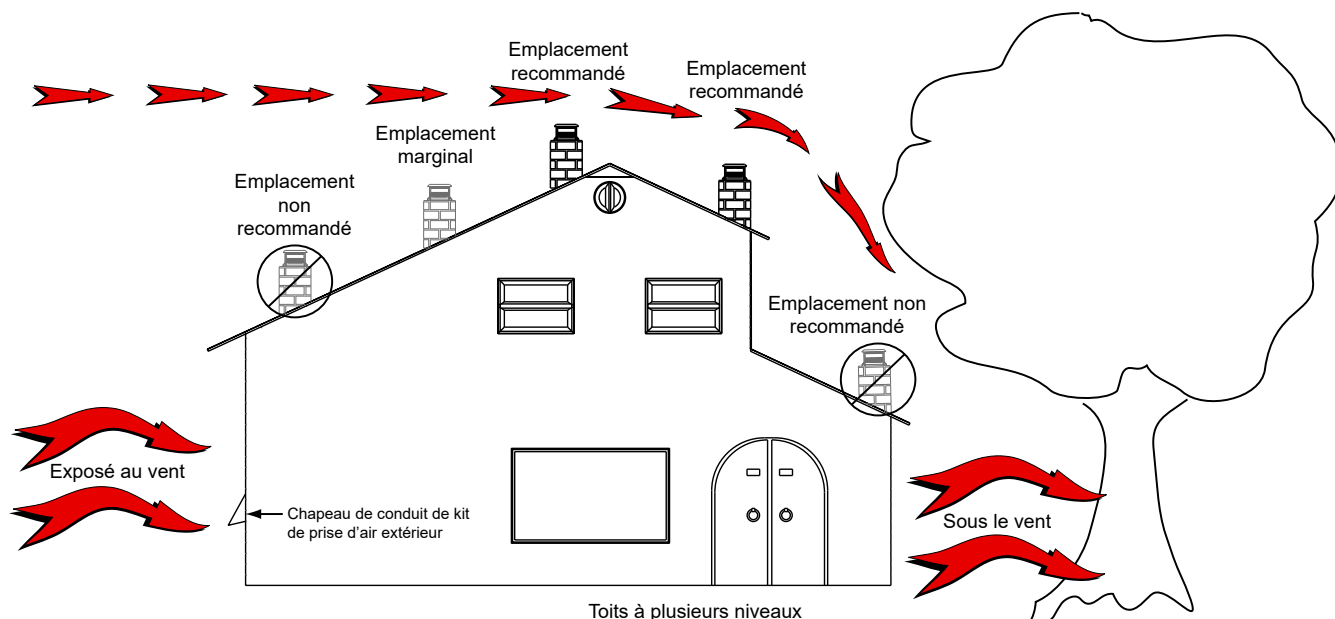 Emplacement
recommandé
Emplacement
recommandé
Emplacement
marginal
Emplacement
non
recommandé
Emplacement non
recommandé
Exposé au vent
Chapeau de conduit de kit
de prise d'air extérieur
Sous le vent
Toits à plusieurs niveaux